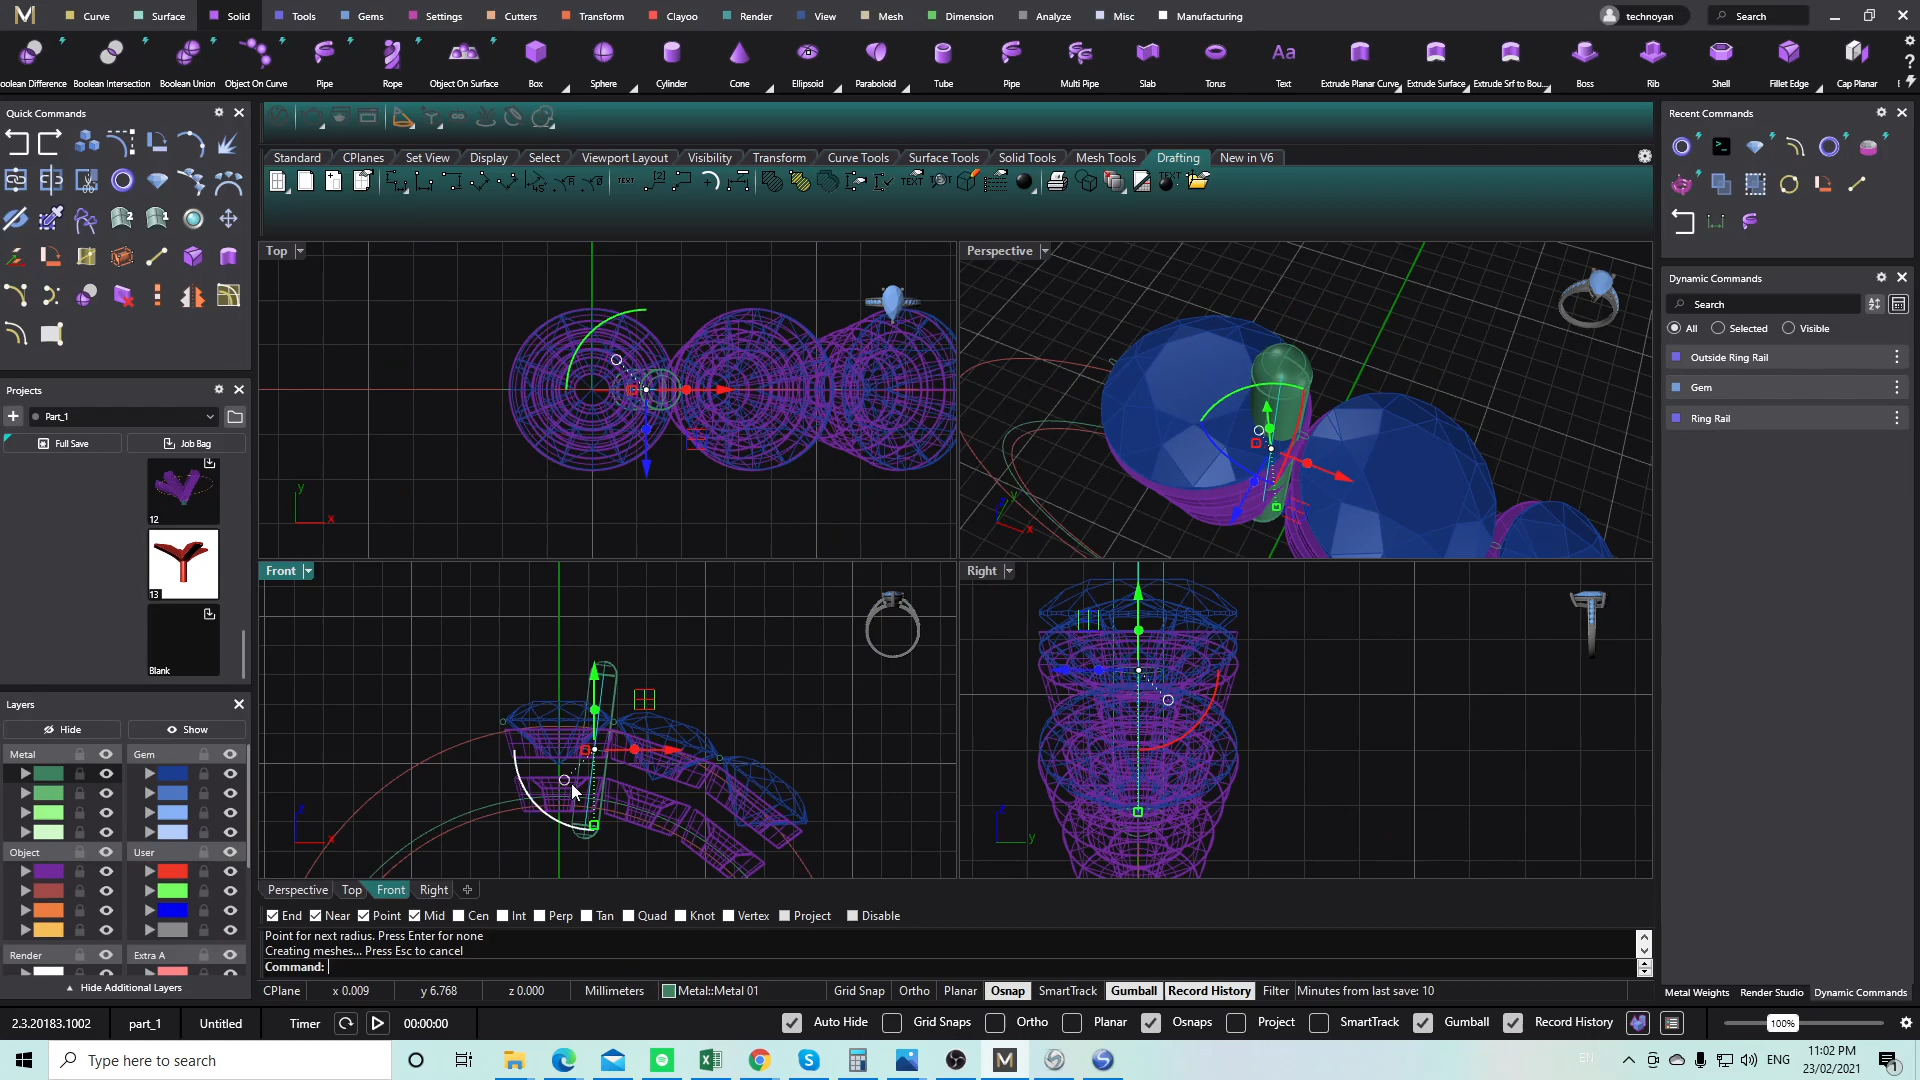 Curve Surface Solid Tools Gems Settings Cutters Transform Clayoo Render View Mesh Dimension Analyze Misc Manufacturing technoyan Search
oolean Difference Boolean Intersection Boolean Union Object On Curve Pipe Rope Object On Surface Box Sphere Cylinder Cone Ellipsoid Paraboloid Tube Pipe Multi Pipe Slab Torus Text Extrude Planar Curve Extrude Surface Extrude Srf to Bou... Boss Rib Shell Fillet Edge Cap Planar
Quick Commands
Recent Commands
Standard CPlanes Set View Display Select Viewport Layout Visibility Transform Curve Tools Surface Tools Solid Tools Mesh Tools Drafting New in V6
Top
Perspective
Dynamic Commands
Search
All Selected Visible
Outside Ring Rail
Gem
Ring Rail
Projects
Part_1
Full Save Job Bag
12
13
Blank
y
x
Front
Right
Layers
Hide Show
Metal Gem
Object User
Render Extra A
Hide Additional Layers
Perspective Top Front Right
End Near Point Mid Cen Int Perp Tan Quad Knot Vertex Project Disable
Point for next radius. Press Enter for none
Creating meshes... Press Esc to cancel
Command:
CPlane x 0.009 y 6.768 z 0.000 Millimeters Metal::Metal 01 Grid Snap Ortho Planar Osnap SmartTrack Gumball Record History Filter Minutes from last save: 10
Metal Weights Render Studio Dynamic Commands
2.3.20183.1002 part_1 Untitled Timer 00:00:00 Auto Hide Grid Snaps Ortho Planar Osnaps Project SmartTrack Gumball Record History 100%
Type here to search
ENG
11:02 PM
23/02/2021